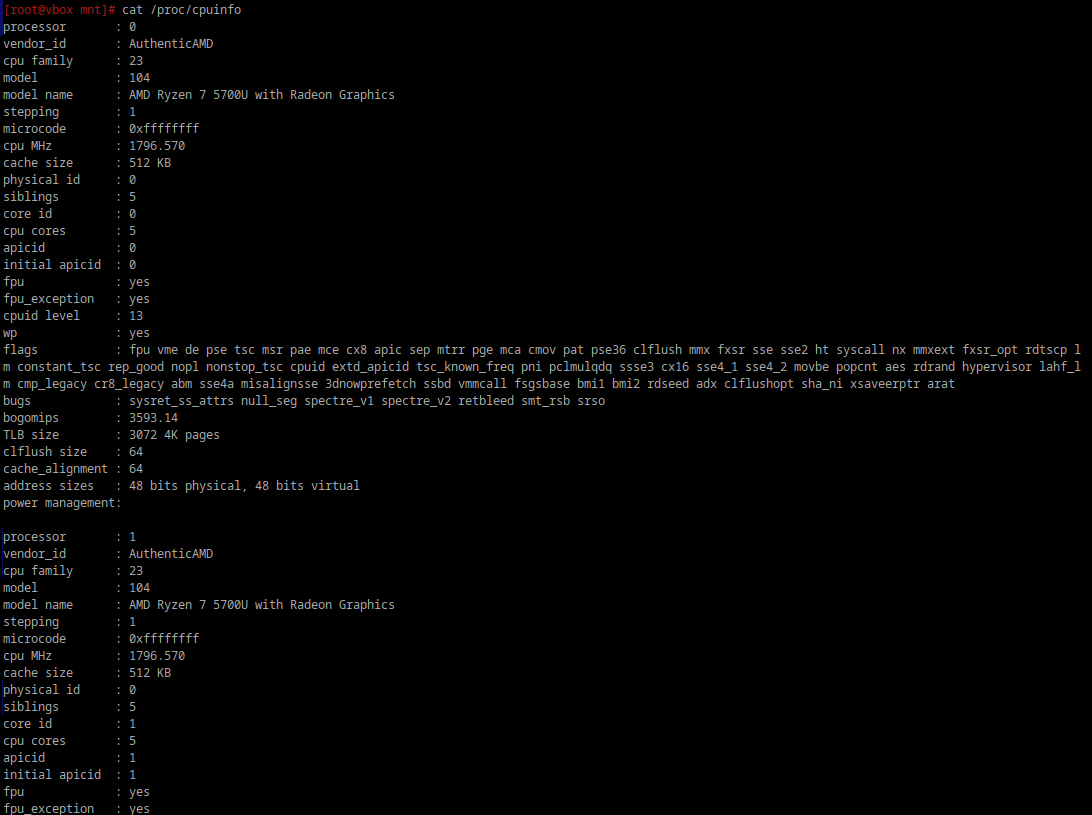 [root@vbox mnt]# cat /proc/cpuinfo
processor       : 0
vendor_id       : AuthenticAMD
cpu family      : 23
model           : 104
model name      : AMD Ryzen 7 5700U with Radeon Graphics
stepping        : 1
microcode       : 0xffffffff
cpu MHz         : 1796.570
cache size      : 512 KB
physical id     : 0
siblings        : 5
core id         : 0
cpu cores       : 5
apicid          : 0
initial apicid  : 0
fpu             : yes
fpu_exception   : yes
cpuid level     : 13
wp              : yes
flags           : fpu vme de pse tsc msr pae mce cx8 apic sep mtrr pge mca cmov pat pse36 clflush mmx fxsr sse sse2 ht syscall nx mmxext fxsr_opt rdtscp l
m constant_tsc rep_good nopl nonstop_tsc cpuid extd_apicid tsc_known_freq pni pclmulqdq ssse3 cx16 sse4_1 sse4_2 movbe popcnt aes rdrand hypervisor lahf_l
m cmp_legacy cr8_legacy abm sse4a misalignsse 3dnowprefetch ssbd vmmcall fsgsbase bmi1 bmi2 rdseed adx clflushopt sha_ni xsaveerptr arat
bugs            : sysret_ss_attrs null_seg spectre_v1 spectre_v2 retbleed smt_rsb srso
bogomips        : 3593.14
TLB size        : 3072 4K pages
clflush size    : 64
cache_alignment : 64
address sizes   : 48 bits physical, 48 bits virtual
power management:

processor       : 1
vendor_id       : AuthenticAMD
cpu family      : 23
model           : 104
model name      : AMD Ryzen 7 5700U with Radeon Graphics
stepping        : 1
microcode       : 0xffffffff
cpu MHz         : 1796.570
cache size      : 512 KB
physical id     : 0
siblings        : 5
core id         : 1
cpu cores       : 5
apicid          : 1
initial apicid  : 1
fpu             : yes
fpu_exception   : yes